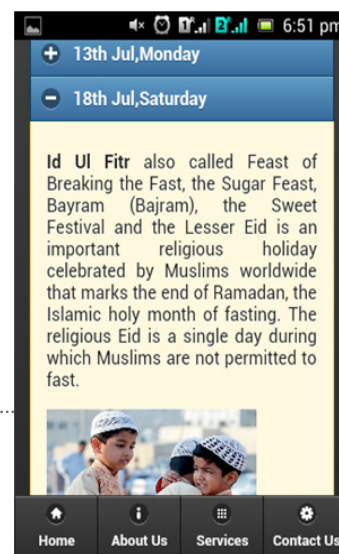 6:51 pm
13th Jul,Monday
18th Jul,Saturday
Id Ul Fitr also called Feast of
Breaking the Fast, the Sugar Feast,
Bayram (Bajram), the Sweet
Festival and the Lesser Eid is an
important religious holiday
celebrated by Muslims worldwide
that marks the end of Ramadan, the
Islamic holy month of fasting. The
religious Eid is a single day during
which Muslims are not permitted to
fast.
Home About Us Services Contact Us